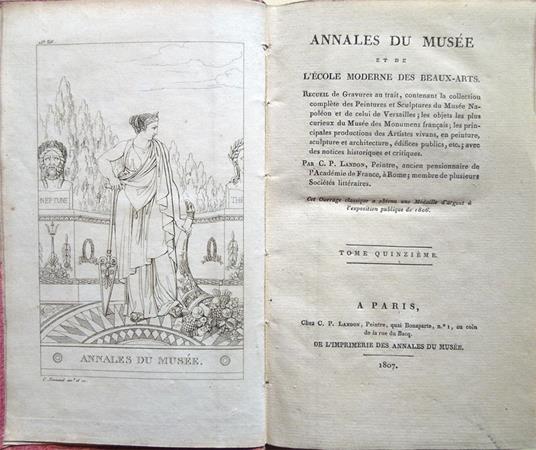 NEPTUNE
TH
ANNALES DU MUSÉE.
ANNALES DU MUSÉE
ET DE
L'ÉCOLE MODERNE DES BEAUX-ARTS.
RECUEIL de Gravures au trait, contenant la collection
complète des Peintures et Sculptures du Musée Na-
poléon et de celui de Versailles; les objets les plus
curieux du Musée des Monumens français; les prin-
cipales productions des Artistes vivans, en peinture,
sculpture et architecture, édifices publics, etc.; avec
des notices historiques et critiques.
PAR C. P. LANDON, Peintre, ancien pensionnaire de
l'Académie de France, à Rome; membre de plusieurs
Sociétés littéraires.
Cet Ouvrage classique a obtenu une Médaille d'argent à
l'exposition publique de 1806.
TOME QUINZIÈME.
A PARIS,
Chez C. P. LANDON, Peintre, quai Bonaparte, n.° 1, au coin
de la rue du Bacq.
DE L'IMPRIMERIE DES ANNALES DU MUSÉE.
1807.